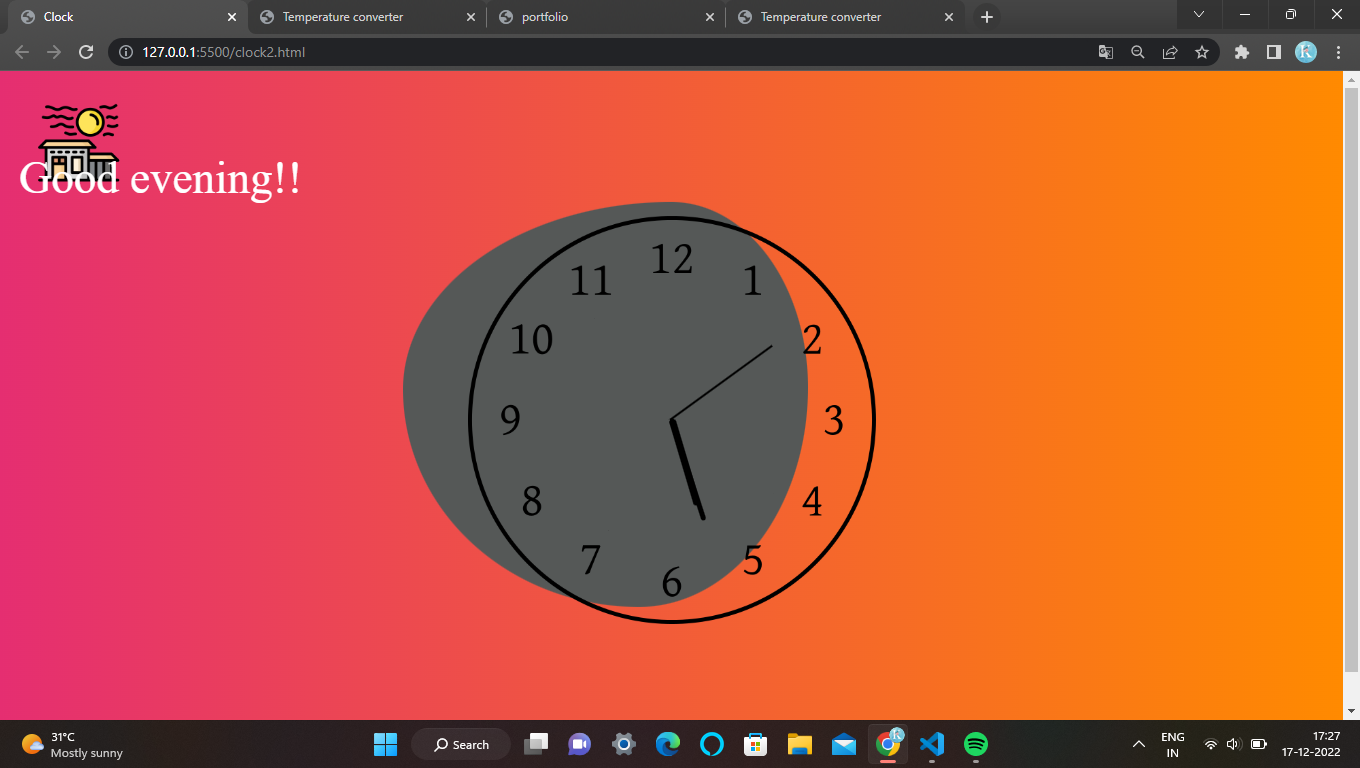 Clock
Temperature converter
portfolio
Temperature converter
127.0.0.1:5500/clock2.html
Good evening!!
12
11
1
10
2
9
3
8
4
7
5
6
31°C
Mostly sunny
Search
ENG
IN
17:27
17-12-2022